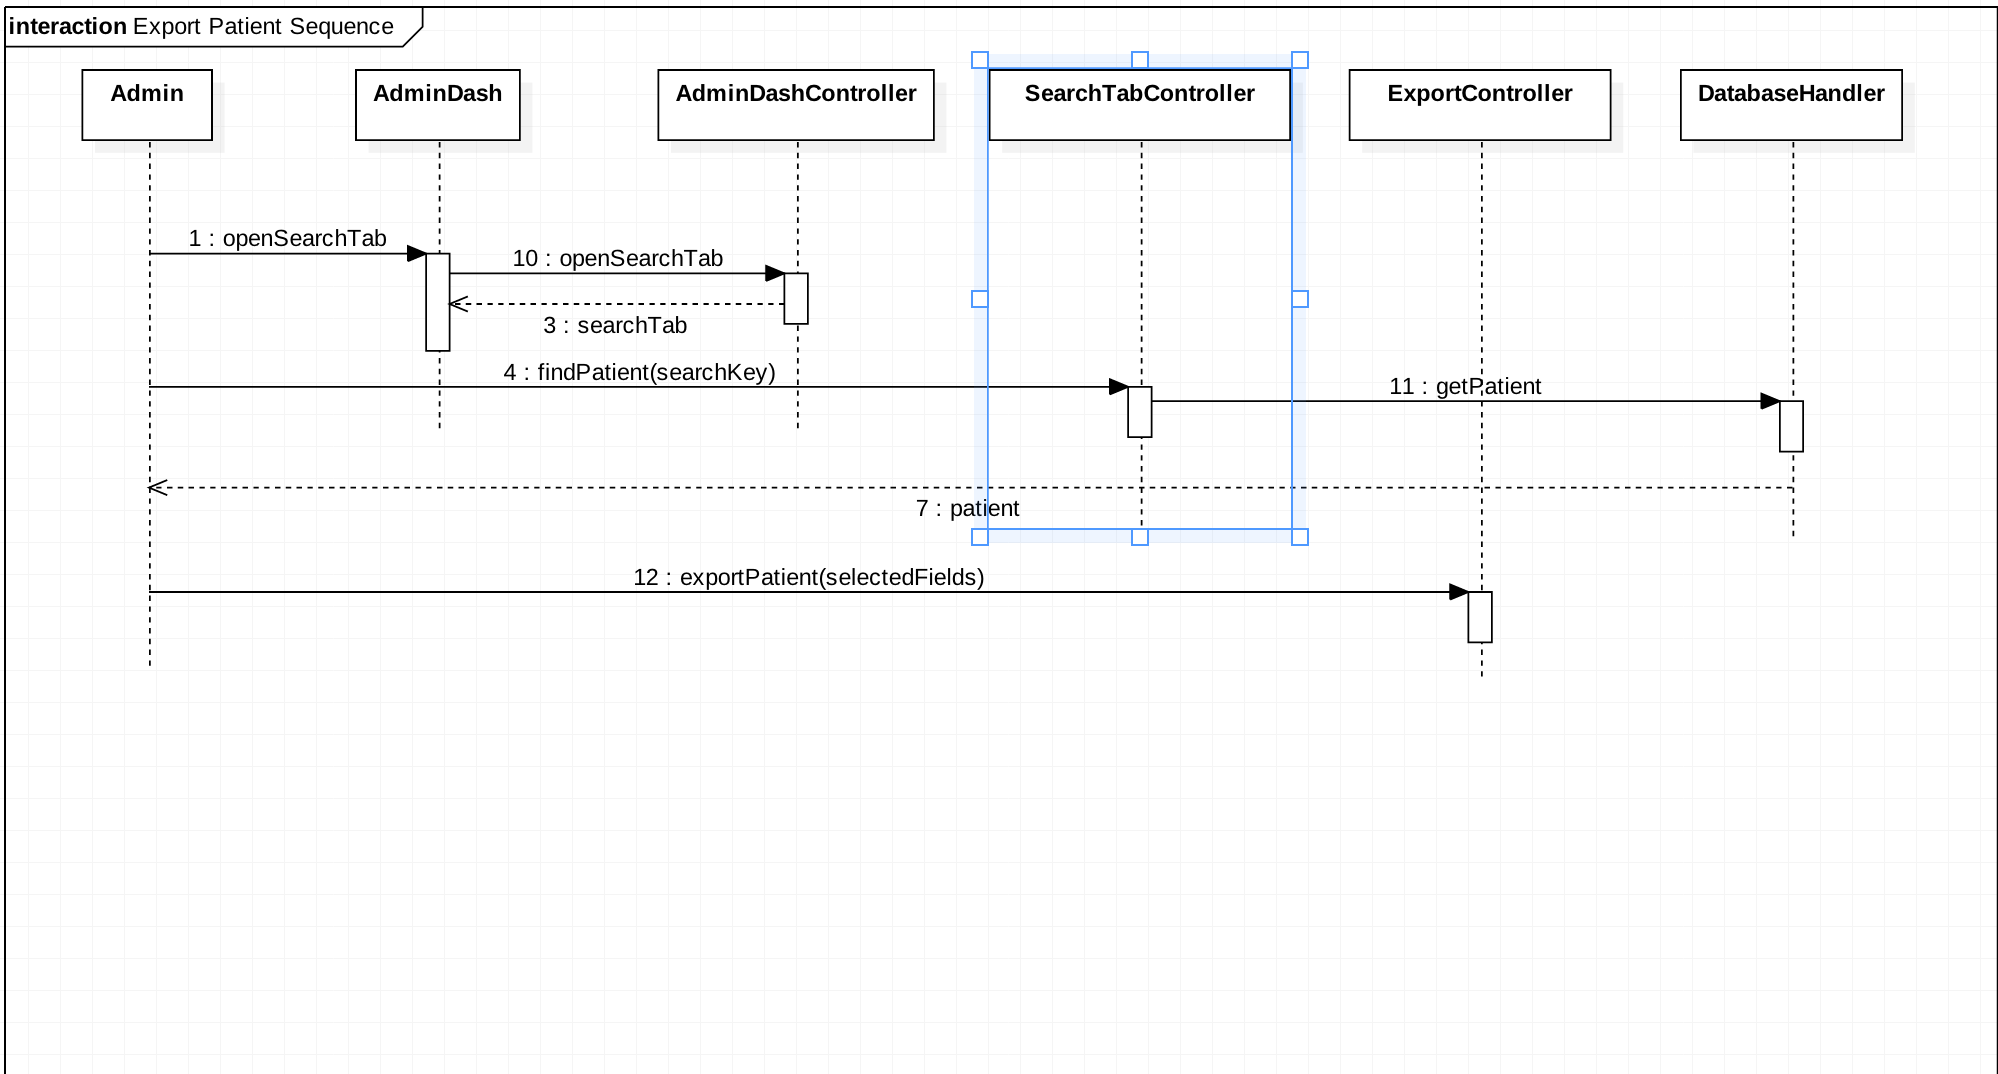 interaction Export Patient Sequence
Admin
AdminDash
AdminDashController
SearchTabController
ExportController
DatabaseHandler
1 : openSearchTab
10 : openSearchTab
3 : searchTab
4 : findPatient(searchKey)
11 : getPatient
7 : patient
12 : exportPatient(selectedFields)